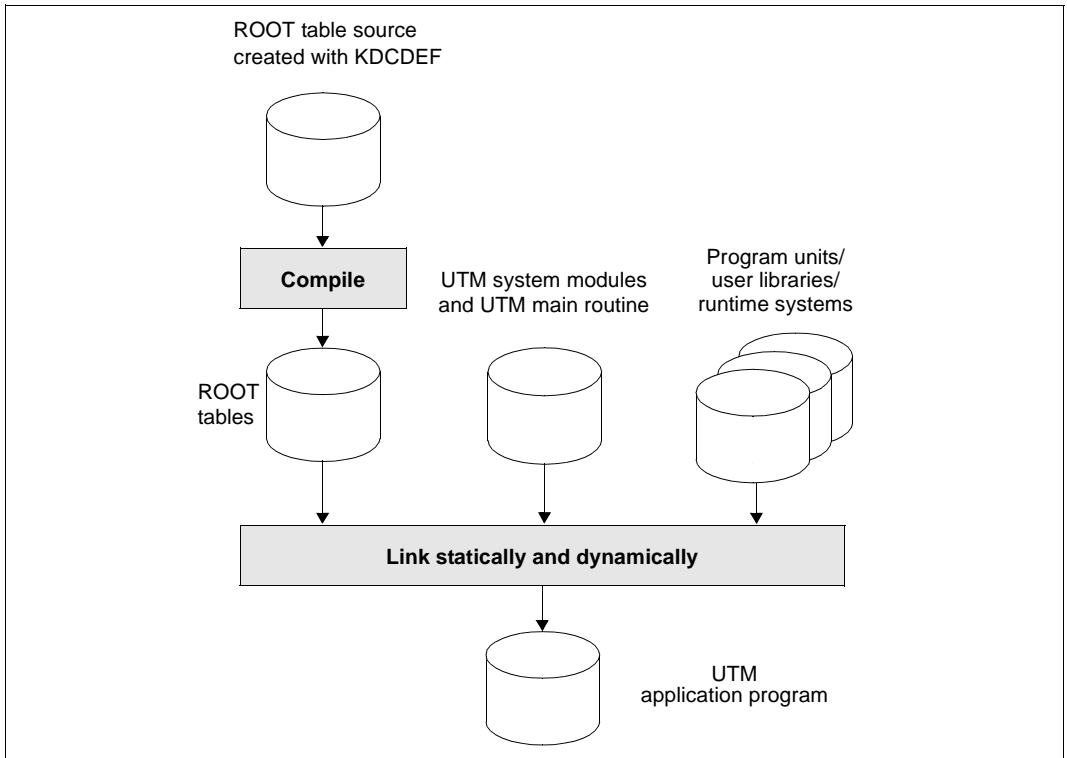 ROOT table source
created with KDCDEF
Compile
UTM system modules
and UTM main routine
Program units/
user libraries/
runtime systems
ROOT
tables
Link statically and dynamically
UTM
application program